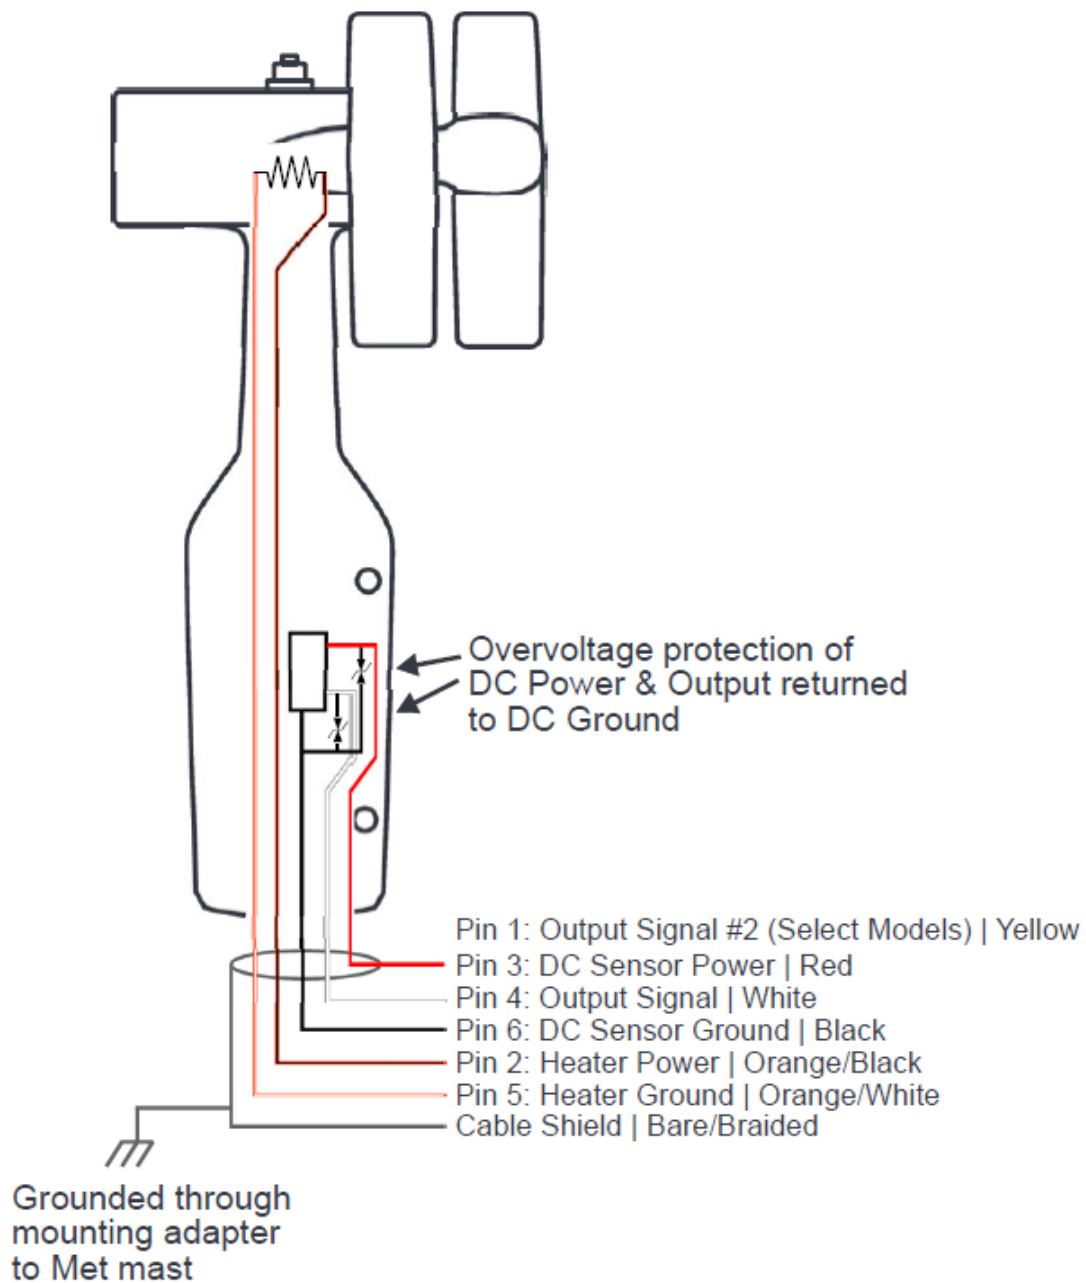 Overvoltage protection of
DC Power & Output returned
to DC Ground
Pin 1: Output Signal #2 (Select Models) | Yellow
Pin 3: DC Sensor Power | Red
Pin 4: Output Signal | White
Pin 6: DC Sensor Ground | Black
Pin 2: Heater Power | Orange/Black
Pin 5: Heater Ground | Orange/White
Cable Shield | Bare/Braided
Grounded through
mounting adapter
to Met mast